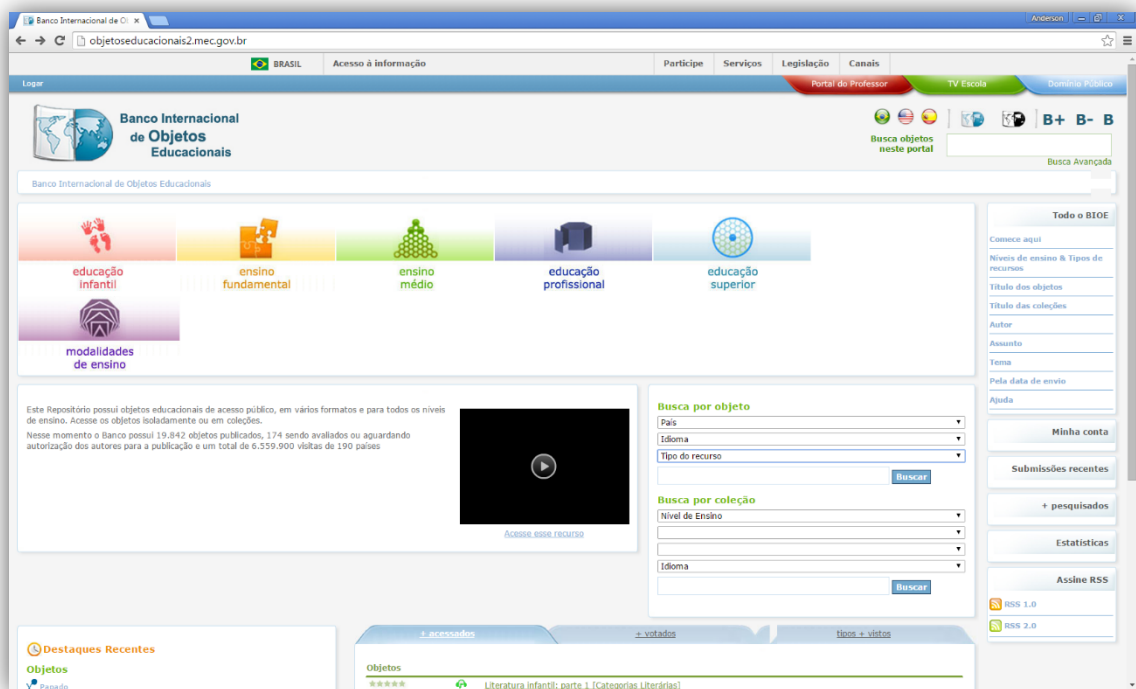 Banco Internacional de Ob
Anderson
objetoseducacionais2.mec.gov.br
BRASIL Acesso à informação Participe Serviços Legislação Canais
Logar Portal do Professor TV Escola Domínio Público
Banco Internacional
de Objetos
Educacionais
B+ B- B
Busca objetos
neste portal
Busca Avançada
Banco Internacional de Objetos Educacionais
educação
infantil
ensino
fundamental
ensino
médio
educação
profissional
educação
superior
modalidades
de ensino
Todo o BIOE
Comece aqui
Níveis de ensino & Tipos de
recursos
Título dos objetos
Título das coleções
Autor
Assunto
Tema
Pela data de envio
Ajuda
Minha conta
Submissões recentes
+ pesquisados
Estatísticas
Assine RSS
RSS 1.0
RSS 2.0
Este Repositório possui objetos educacionais de acesso público, em vários formatos e para todos os níveis
de ensino. Acesse os objetos isoladamente ou em coleções.
Nesse momento o Banco possui 19.842 objetos publicados, 174 sendo avaliados ou aguardando
autorização dos autores para a publicação e um total de 6.559.900 visitas de 190 países
Acesse esse recurso
Busca por objeto
País
Idioma
Tipo do recurso
Buscar
Busca por coleção
Nível de Ensino
Idioma
Buscar
Destaques Recentes
Objetos
+ acessados + votados tipos + vistos
Objetos
Literatura infantil: parte 1 [Categorias Literárias]